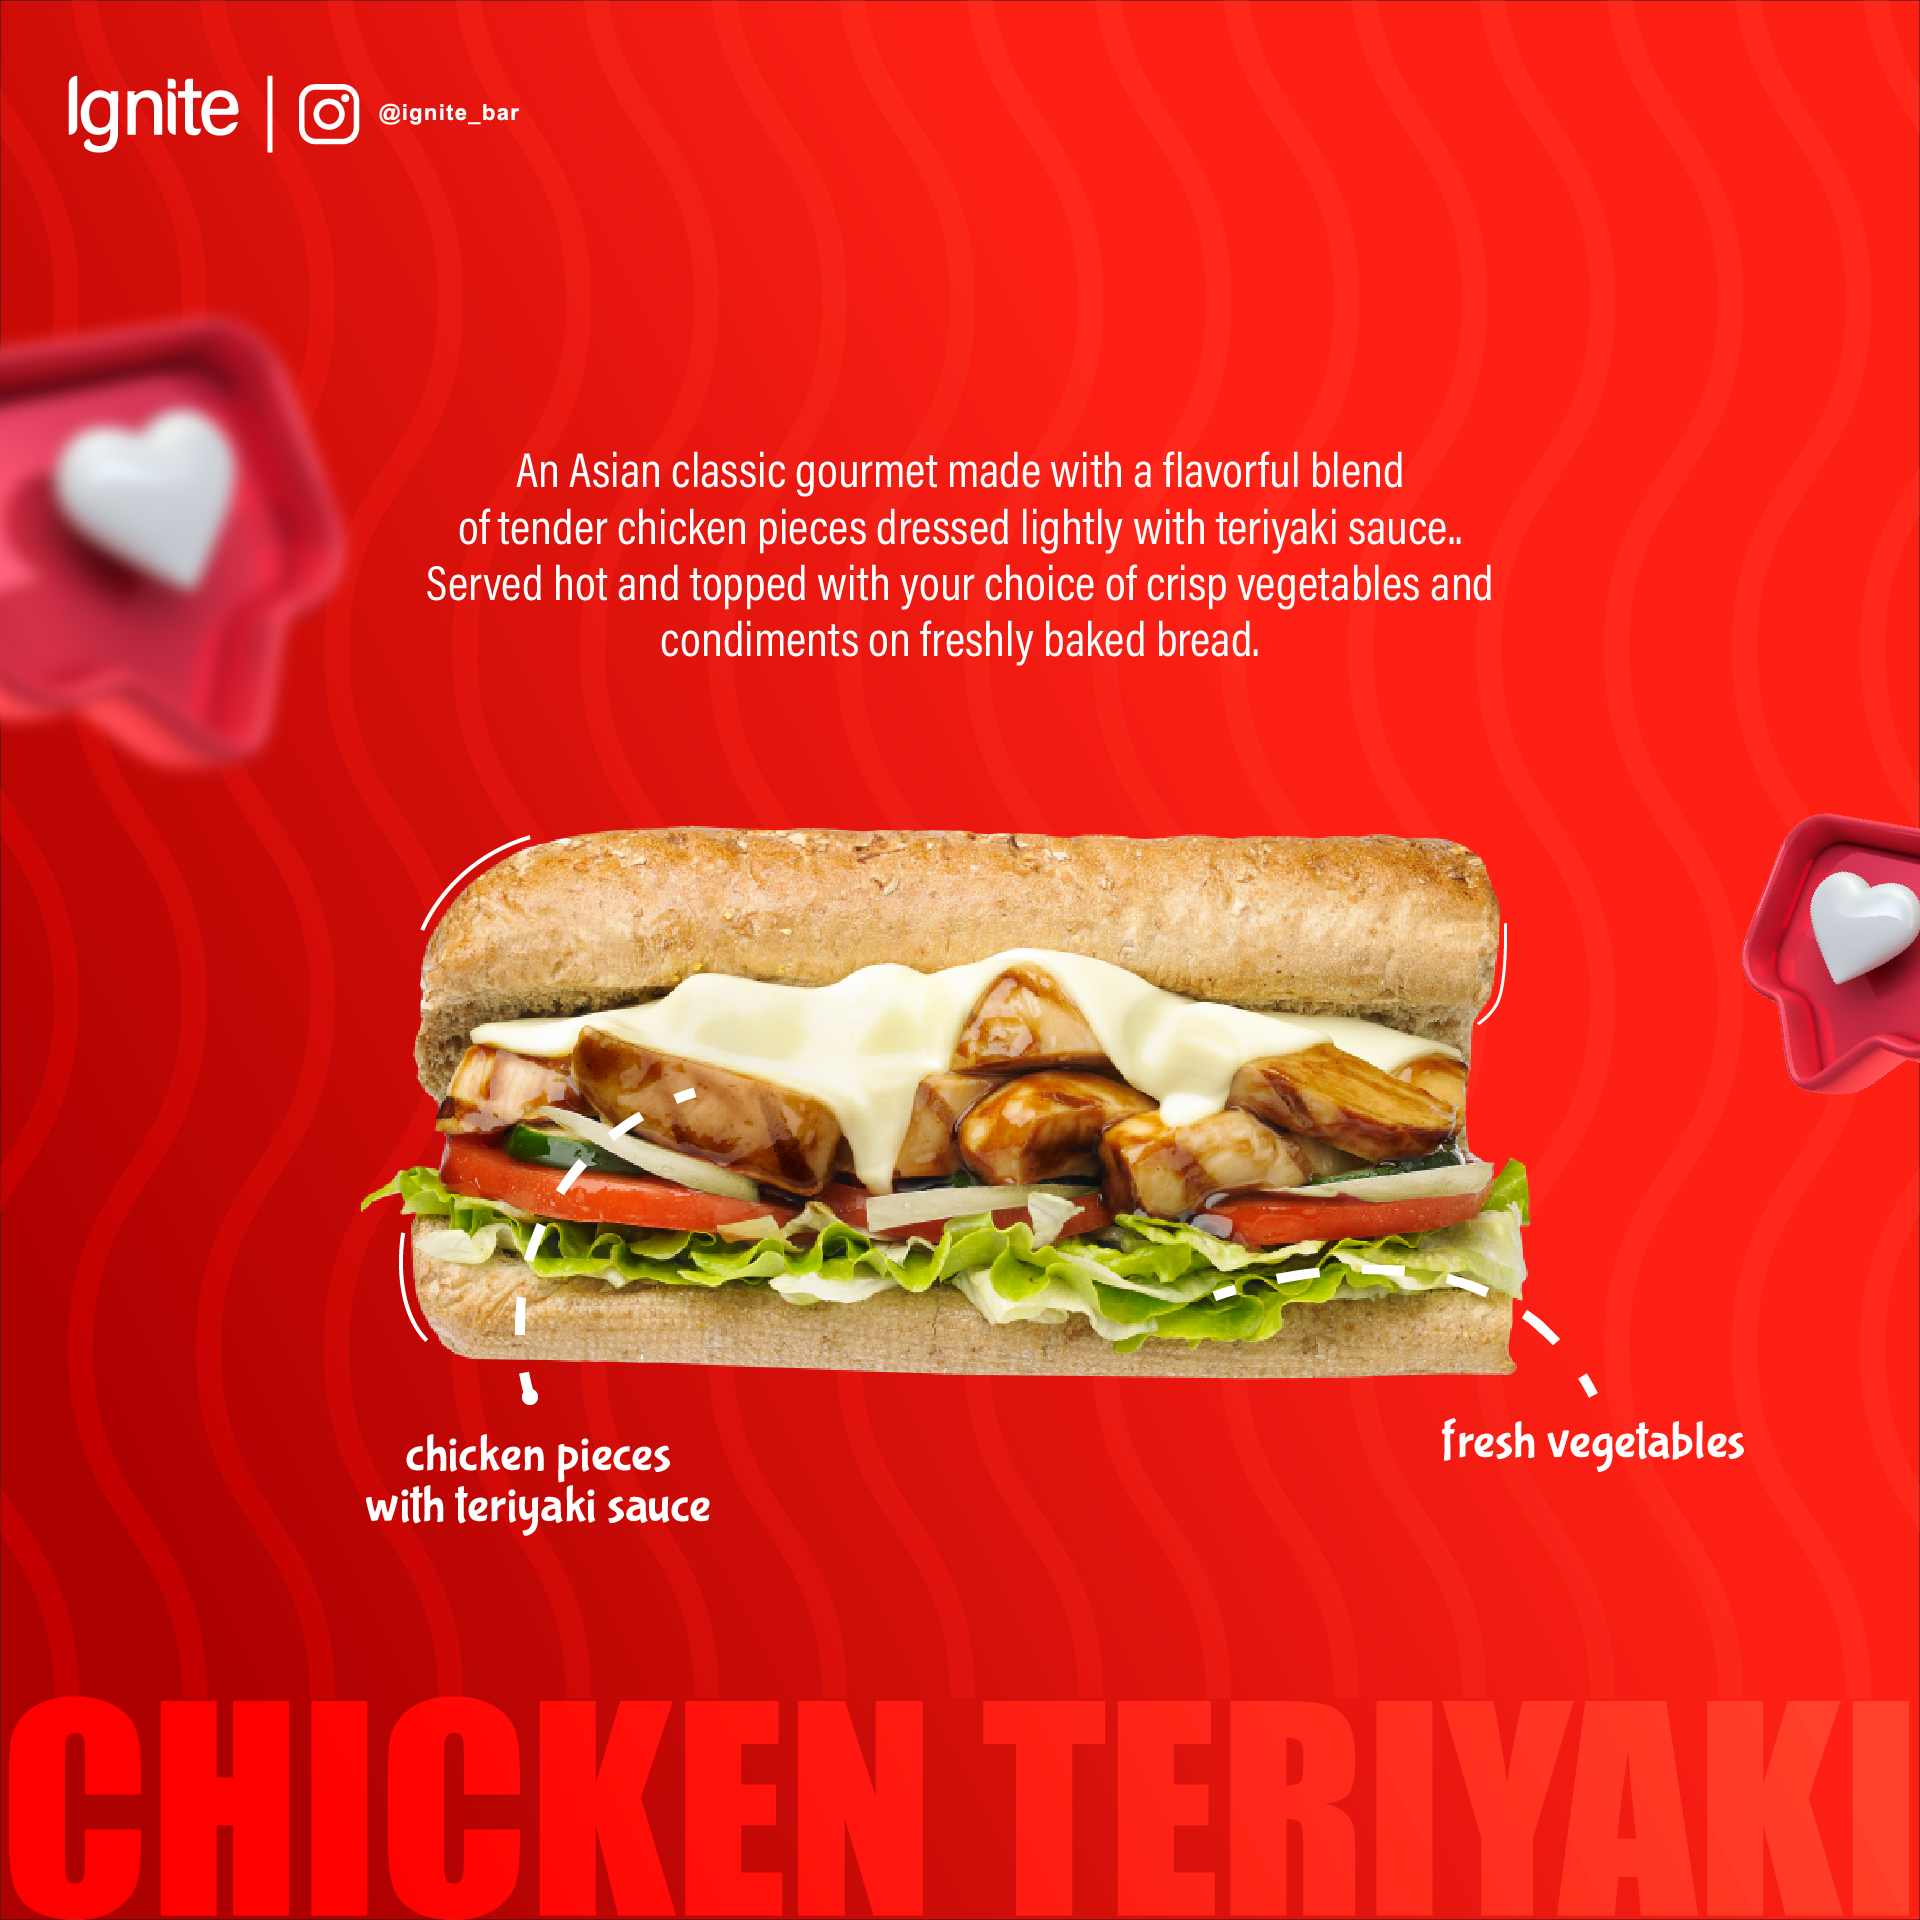 Ignite | @ignite_bar
An Asian classic gourmet made with a flavorful blend
of tender chicken pieces dressed lightly with teriyaki sauce..
Served hot and topped with your choice of crisp vegetables and
condiments on freshly baked bread.
fresh vegetables
chicken pieces
with teriyaki sauce
CHICKEN TERIYAKI